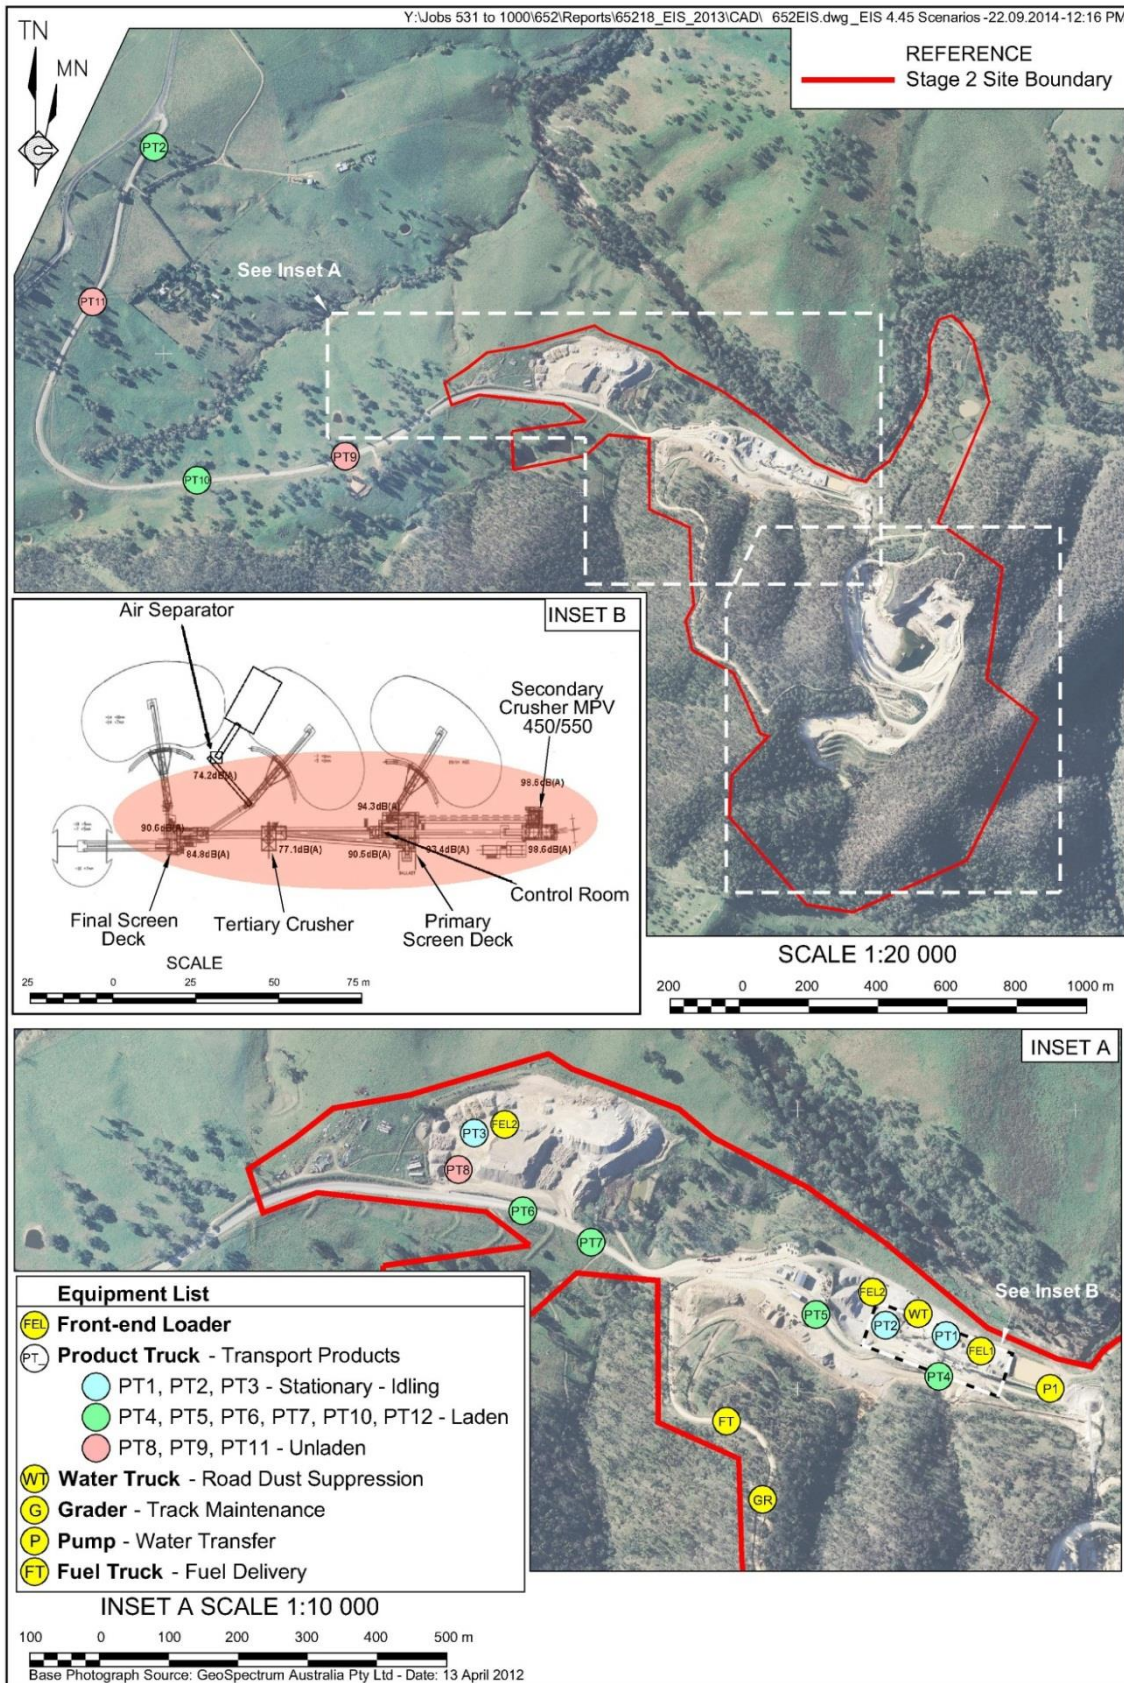 Y:\Jobs 531 to 1000\652\Reports\65218_EIS_2013\CAD\ 652EIS.dwg_EIS 4.45 Scenarios-22.09.2014-12:16 PM
TN
MN
REFERENCE
Stage 2 Site Boundary
PT2
See Inset A
PT11
PT9
PT10
Air Separator
INSET B
Secondary
Crusher MPV
450/550
74.2dB(A)
98.6dB(A)
94.3dB(A)
90.6dB(A)
84.8dB(A)
77.1dB(A)
90.5dB(A)
93.4dB(A)
98.6dB(A)
Control Room
Final Screen
Deck
Tertiary Crusher
Primary
Screen Deck
SCALE
25 0 25 50 75 m
SCALE 1:20 000
200 0 200 400 600 800 1000 m
INSET A
PT3
FEL2
PT8
PT6
PT7
See Inset B
FEL2
PT5
PT2
WT
PT1
FEL1
PT4
P1
FT
GR
Equipment List
FEL Front-end Loader
PT_ Product Truck - Transport Products
PT1, PT2, PT3 - Stationary - Idling
PT4, PT5, PT6, PT7, PT10, PT12 - Laden
PT8, PT9, PT11 - Unladen
WT Water Truck - Road Dust Suppression
G Grader - Track Maintenance
P Pump - Water Transfer
FT Fuel Truck - Fuel Delivery
INSET A SCALE 1:10 000
100 0 100 200 300 400 500 m
Base Photograph Source: GeoSpectrum Australia Pty Ltd - Date: 13 April 2012